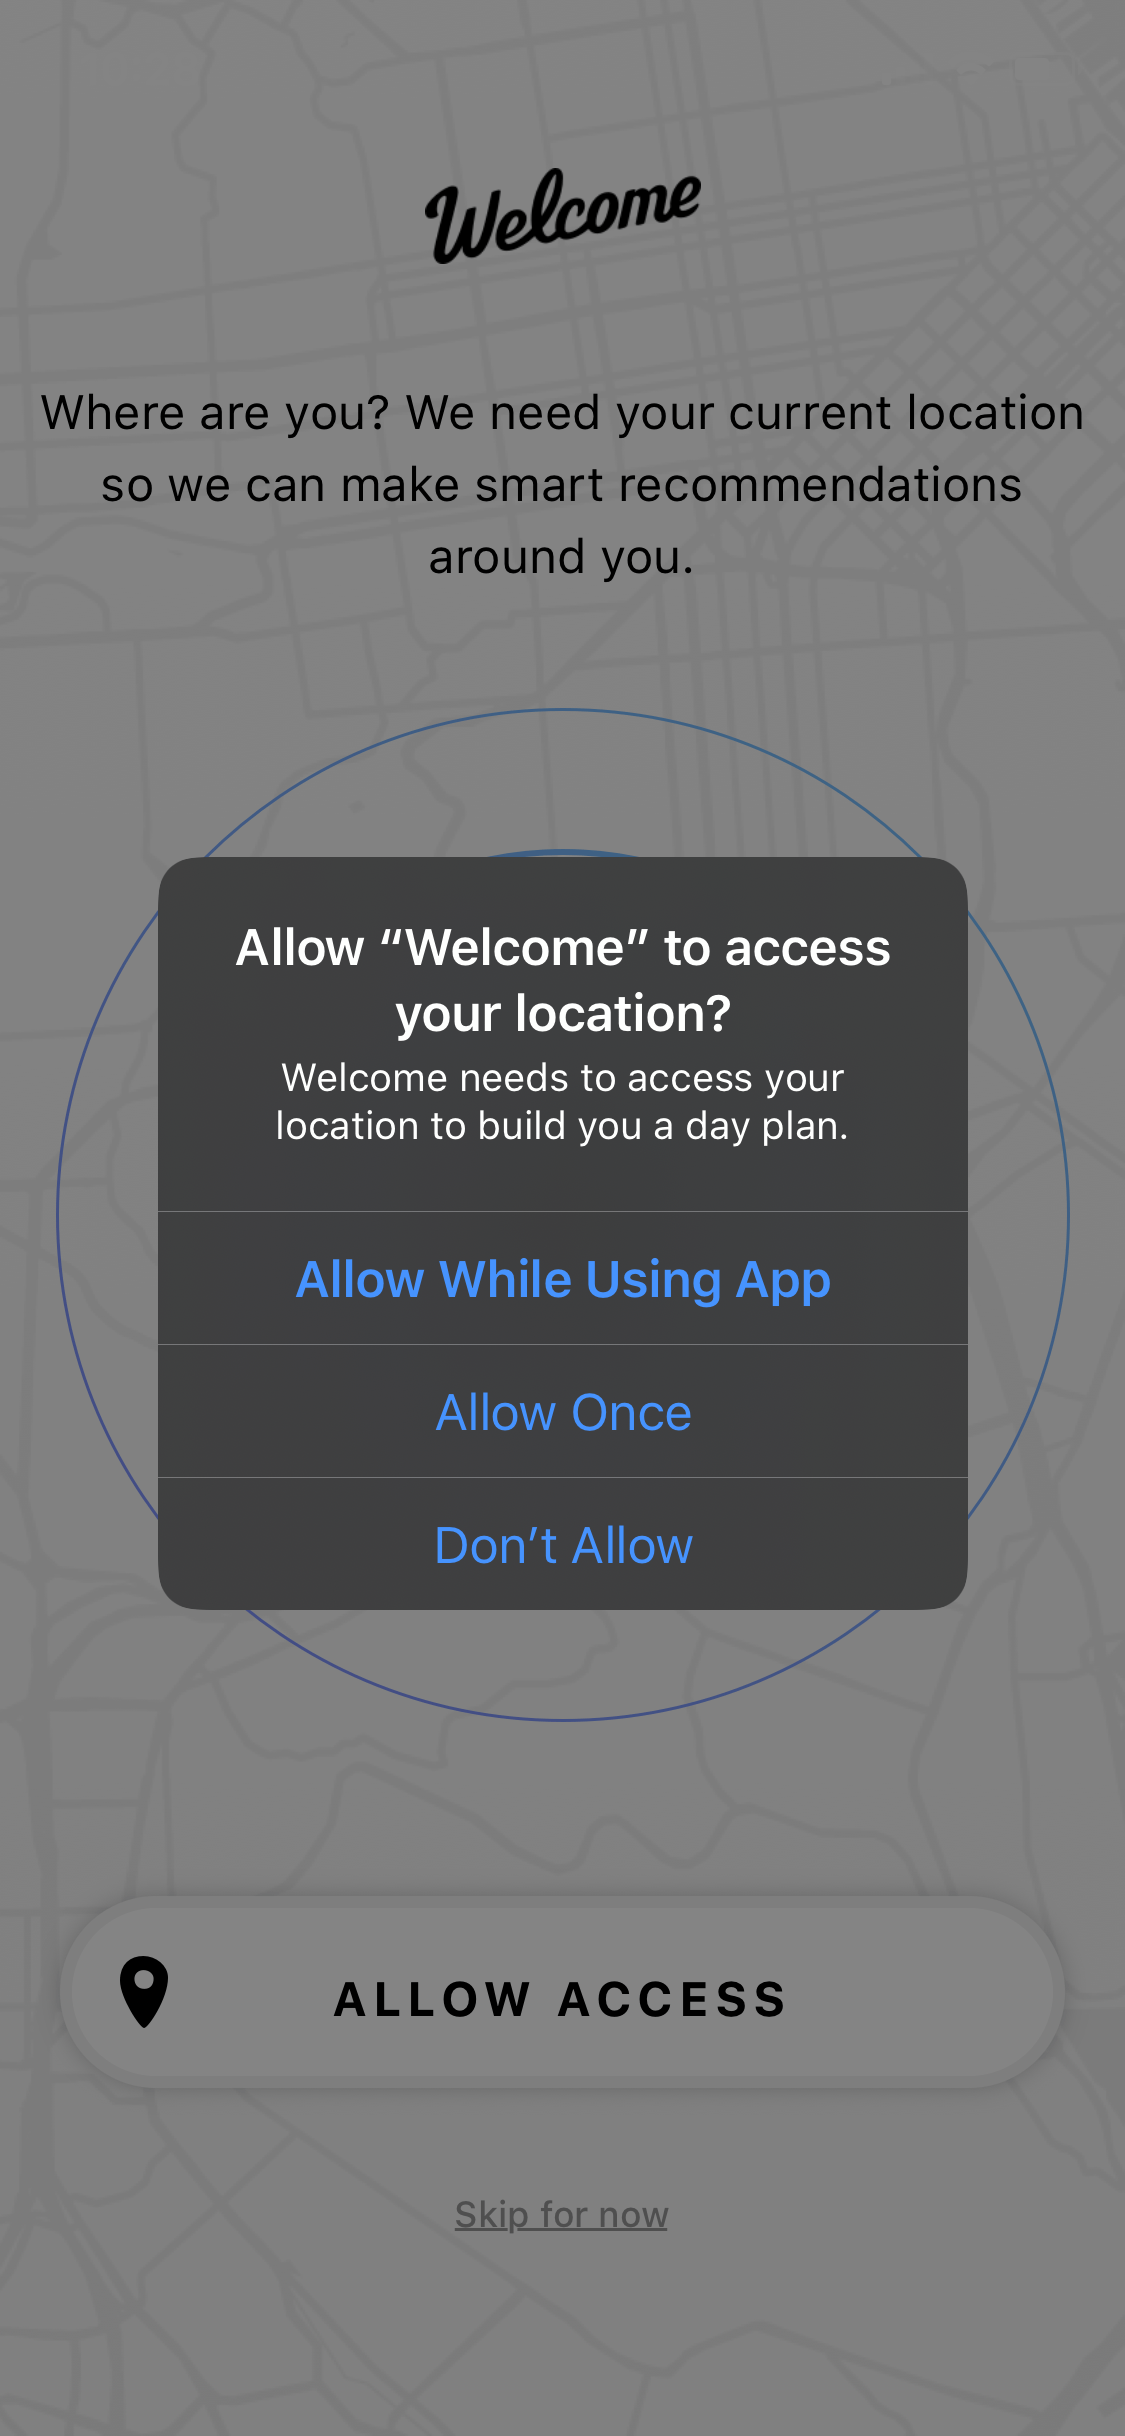 Welcome
Where are you? We need your current location
so we can make smart recommendations
around you.
Allow “Welcome” to access
your location?
Welcome needs to access your
location to build you a day plan.
Allow While Using App
Allow Once
Don’t Allow
ALLOW ACCESS
Skip for now